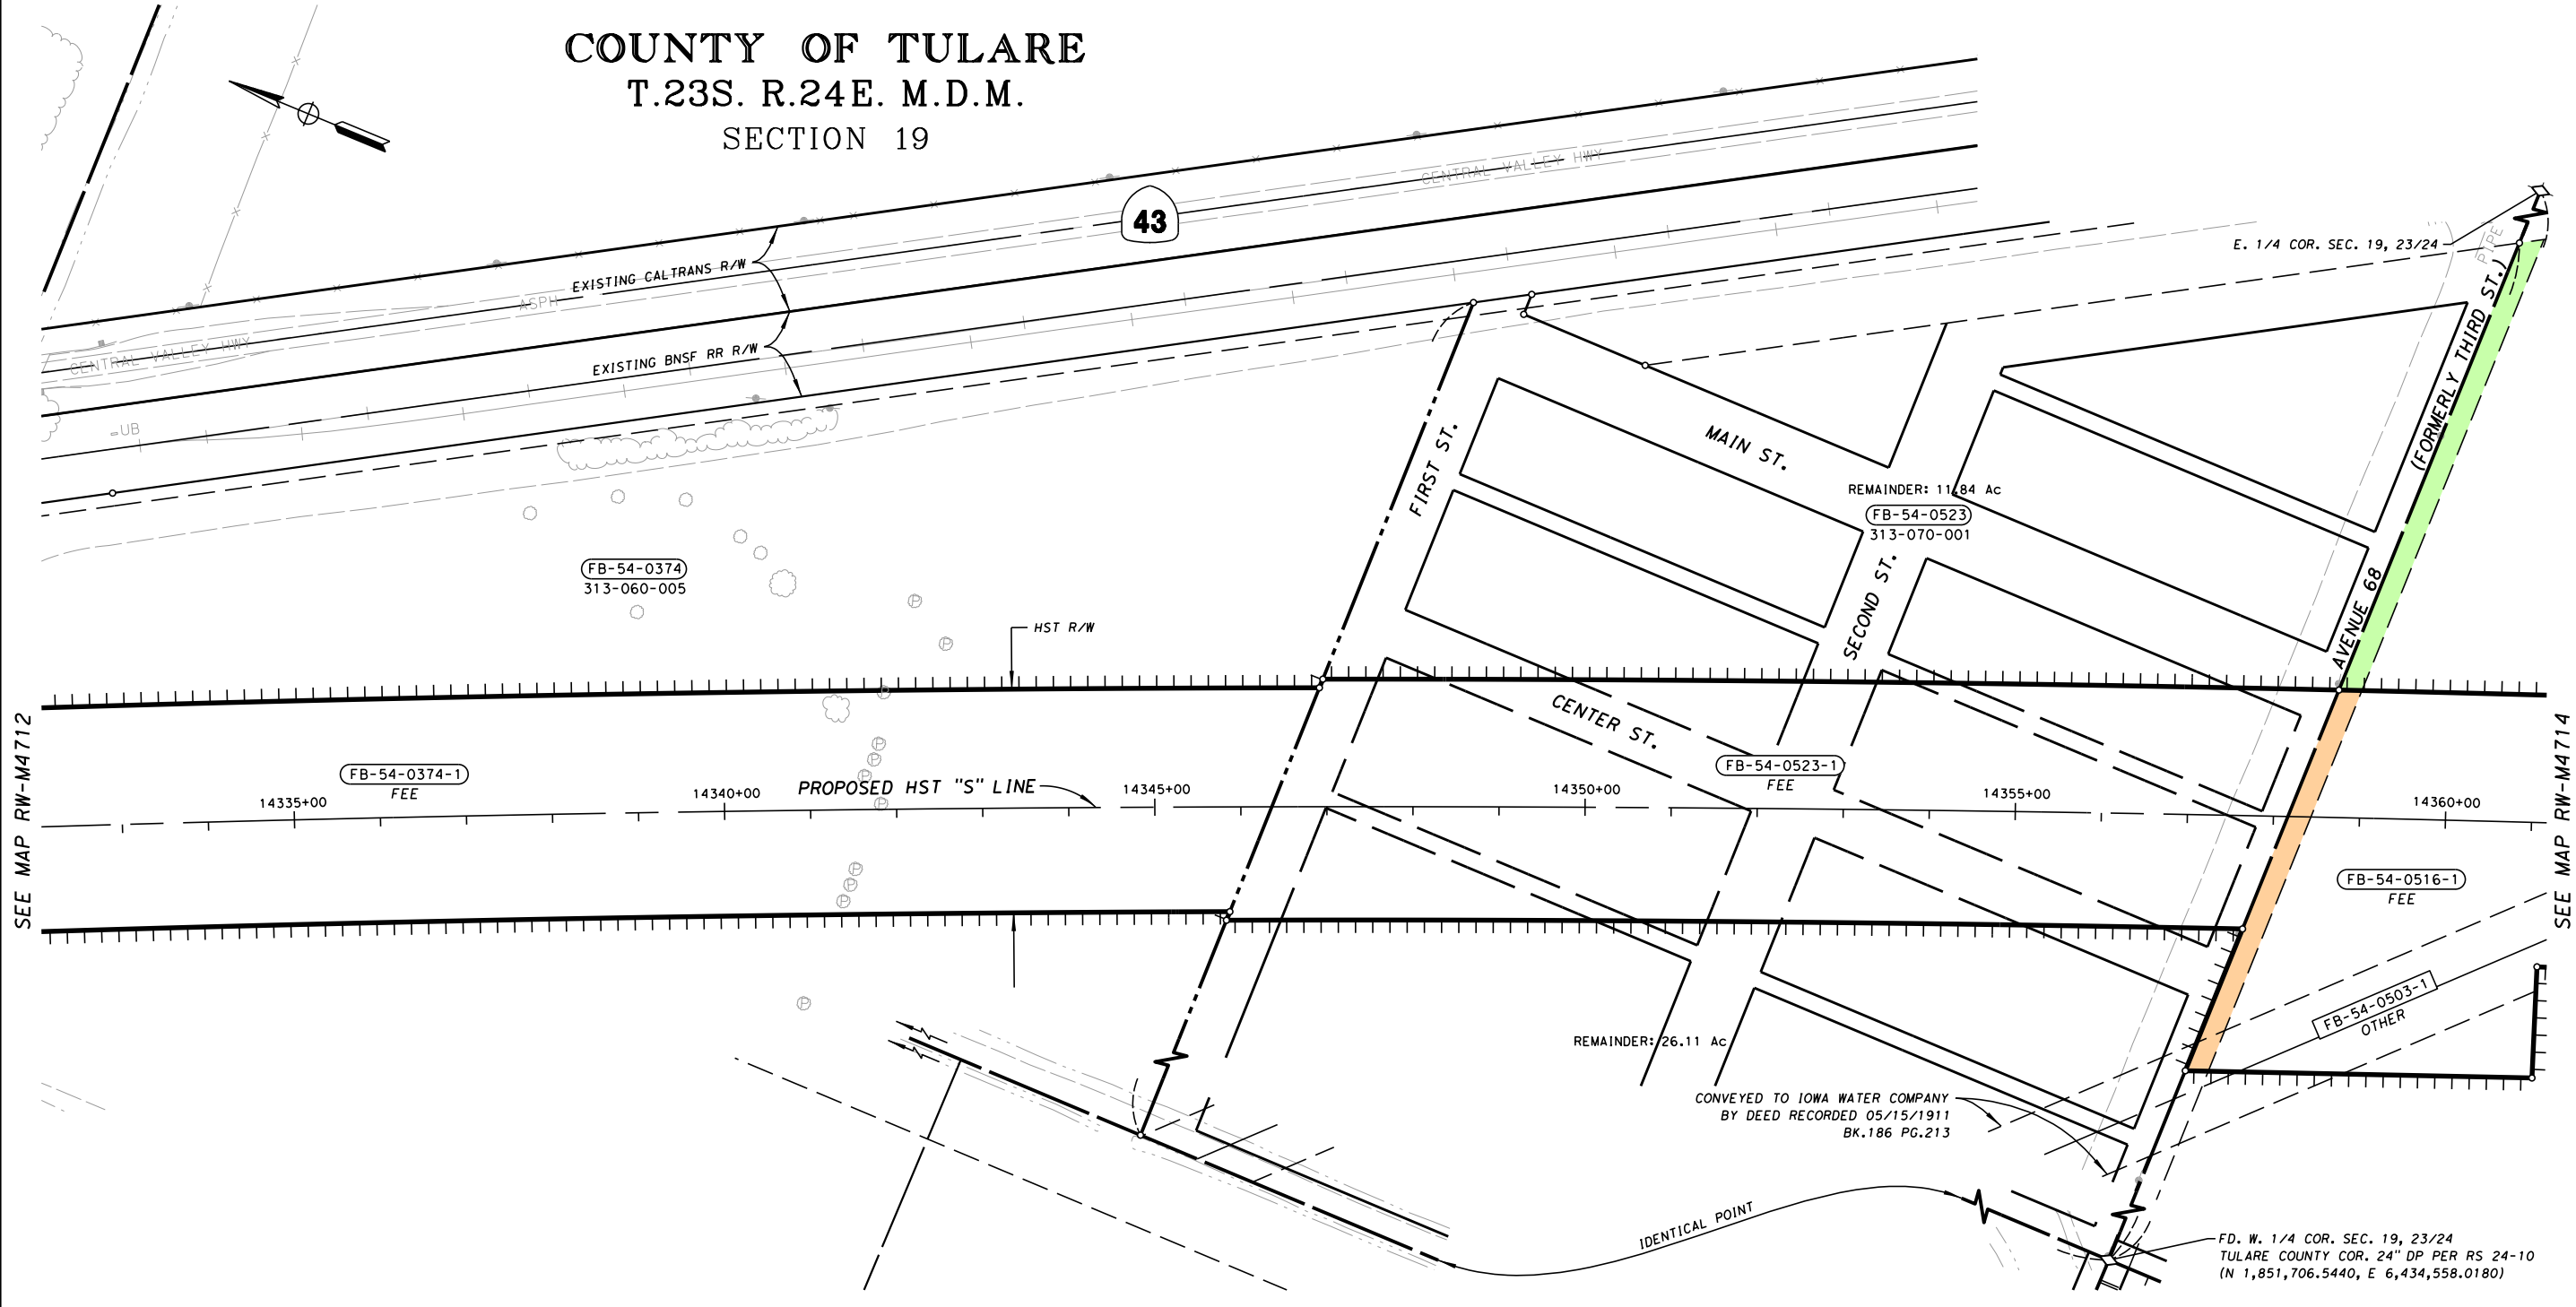 COUNTY OF TULARE
T.23S. R.24E. M.D.M.
SECTION 19
CENTRAL VALLEY HWY
43
E. 1/4 COR. SEC. 19, 23/24
PIPE
EXISTING CALTRANS R/W
ASPH
CENTRAL VALLEY HWY
EXISTING BNSF RR R/W
UB
(FORMERLY THIRD ST.)
AVENUE 68
FIRST ST.
MAIN ST.
REMAINDER: 11.84 Ac
FB-54-0523
313-070-001
SECOND ST.
FB-54-0374
313-060-005
HST R/W
P
P
P
P
P
P
P
P
P
P
P
CENTER ST.
SEE MAP RW-M4712
FB-54-0374-1
FEE
14335+00
14340+00
PROPOSED HST "S" LINE
14345+00
14350+00
FB-54-0523-1
FEE
14355+00
14360+00
SEE MAP RW-M4714
FB-54-0516-1
FEE
FB-54-0503-1
OTHER
REMAINDER: 26.11 Ac
CONVEYED TO IOWA WATER COMPANY
BY DEED RECORDED 05/15/1911
BK.186 PG.213
IDENTICAL POINT
FD. W. 1/4 COR. SEC. 19, 23/24
TULARE COUNTY COR. 24" DP PER RS 24-10
(N 1,851,706.5440, E 6,434,558.0180)